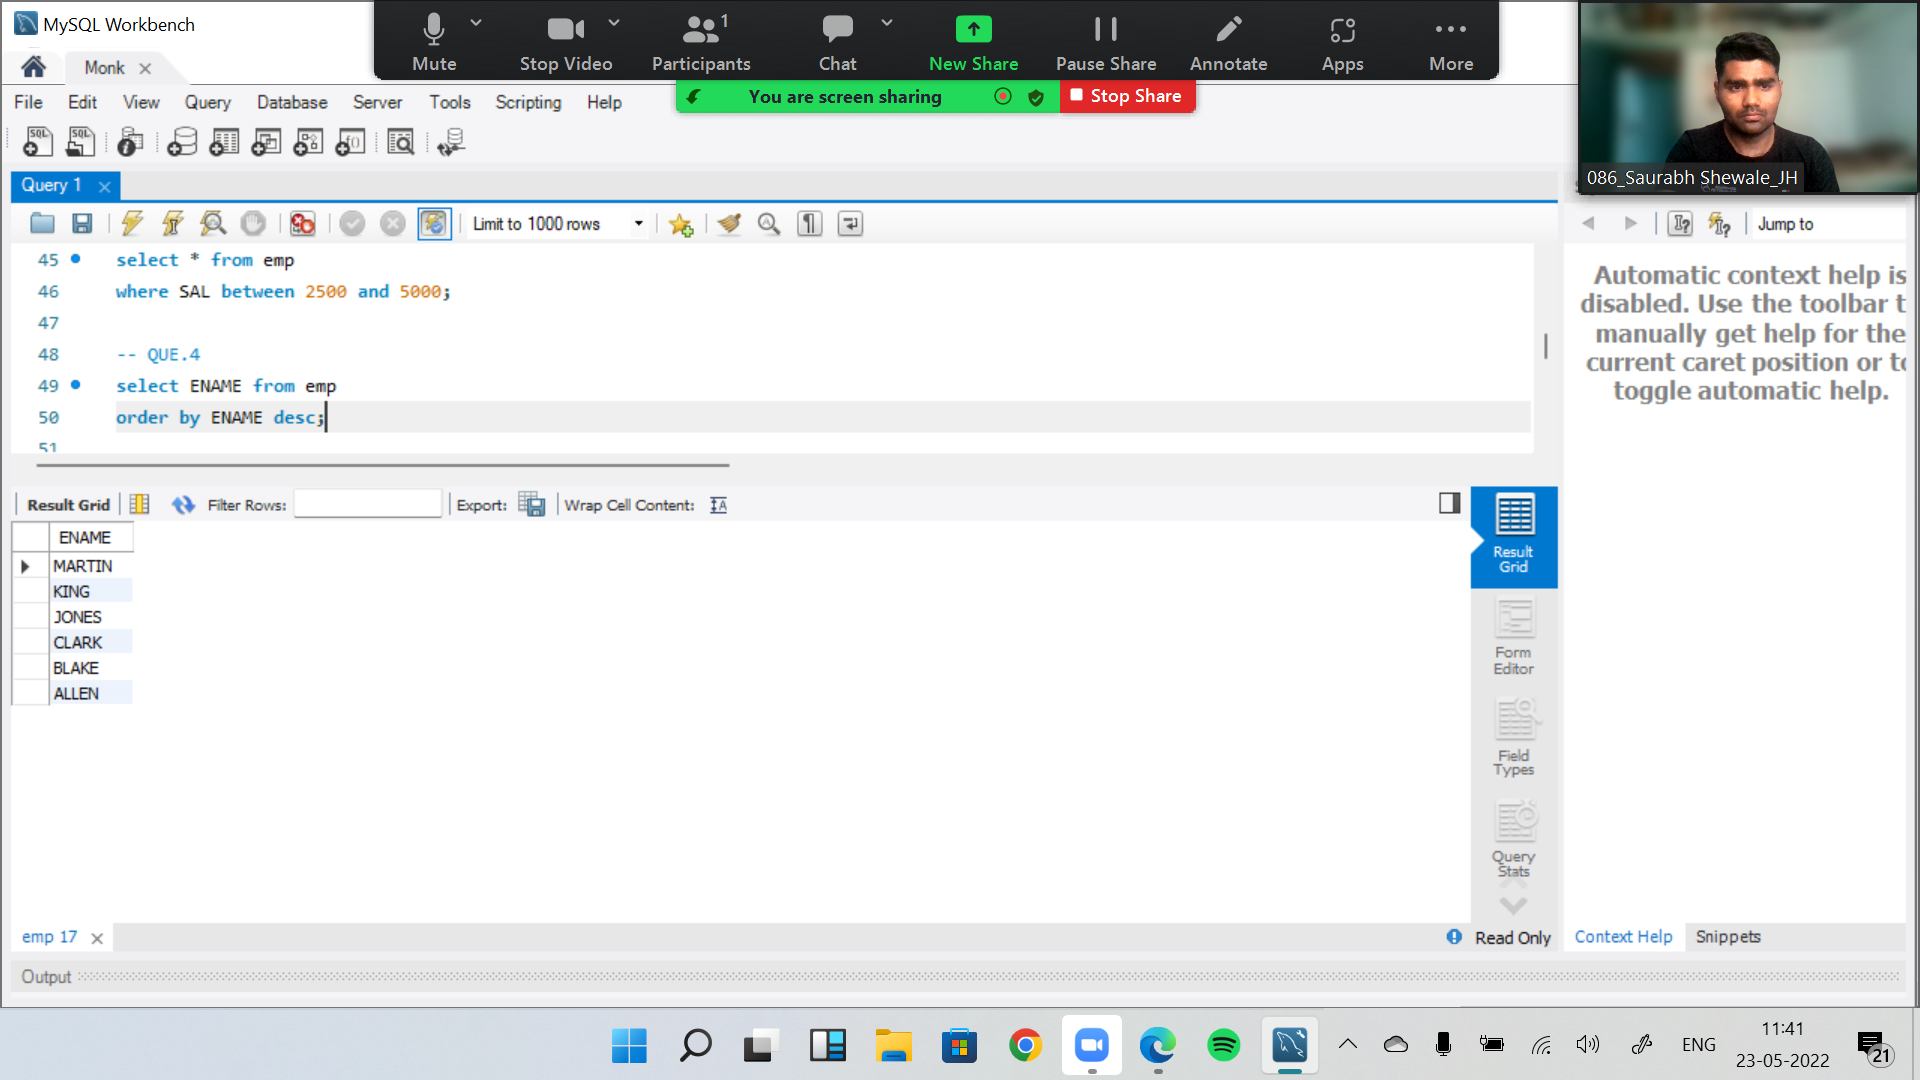 MySQL Workbench
Mute
Stop Video
1
Participants
Chat
New Share
Pause Share
Annotate
Apps
More
You are screen sharing
Stop Share
086_Saurabh Shewale_JH
Monk
File Edit View Query Database Server Tools Scripting Help
Query 1
Limit to 1000 rows
Jump to
45 select * from emp
46 where SAL between 2500 and 5000;
47
48 -- QUE.4
49 select ENAME from emp
50 order by ENAME desc;
51
Automatic context help is
disabled. Use the toolbar t
manually get help for the
current caret position or to
toggle automatic help.
Result Grid
Filter Rows:
Export:
Wrap Cell Content:
ENAME
MARTIN
KING
JONES
CLARK
BLAKE
ALLEN
Result
Grid
Form
Editor
Field
Types
Query
Stats
emp 17
Read Only
Context Help
Snippets
Output
ENG
11:41
23-05-2022
21